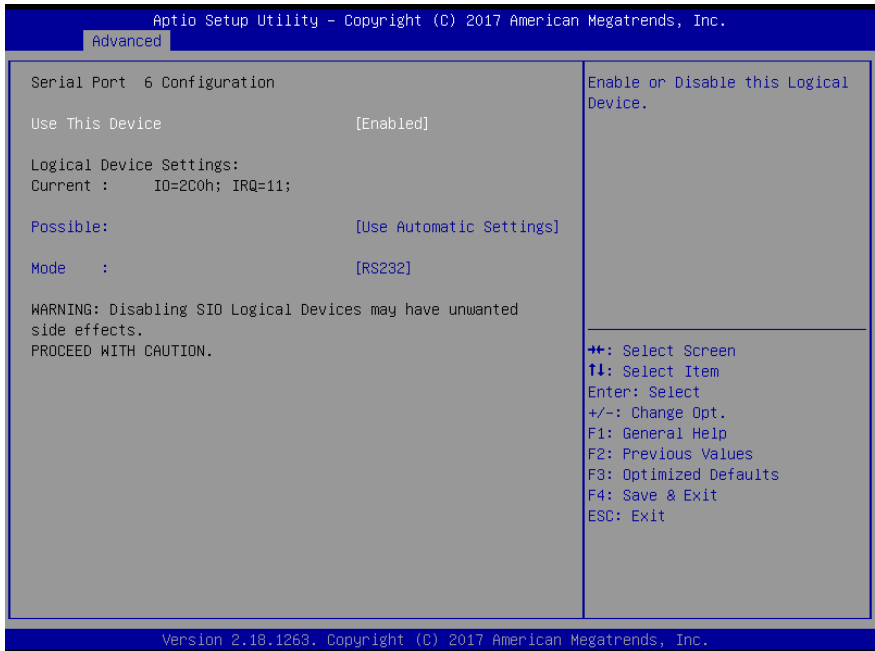 Aptio Setup Utility – Copyright (C) 2017 American Megatrends, Inc.
Advanced
Serial Port 6 Configuration
Use This Device [Enabled]
Logical Device Settings:
Current : IO=2C0h; IRQ=11;
Possible: [Use Automatic Settings]
Mode : [RS232]
WARNING: Disabling SIO Logical Devices may have unwanted
side effects.
PROCEED WITH CAUTION.
Enable or Disable this Logical
Device.
→←: Select Screen
↑↓: Select Item
Enter: Select
+/-: Change Opt.
F1: General Help
F2: Previous Values
F3: Optimized Defaults
F4: Save & Exit
ESC: Exit
Version 2.18.1263. Copyright (C) 2017 American Megatrends, Inc.